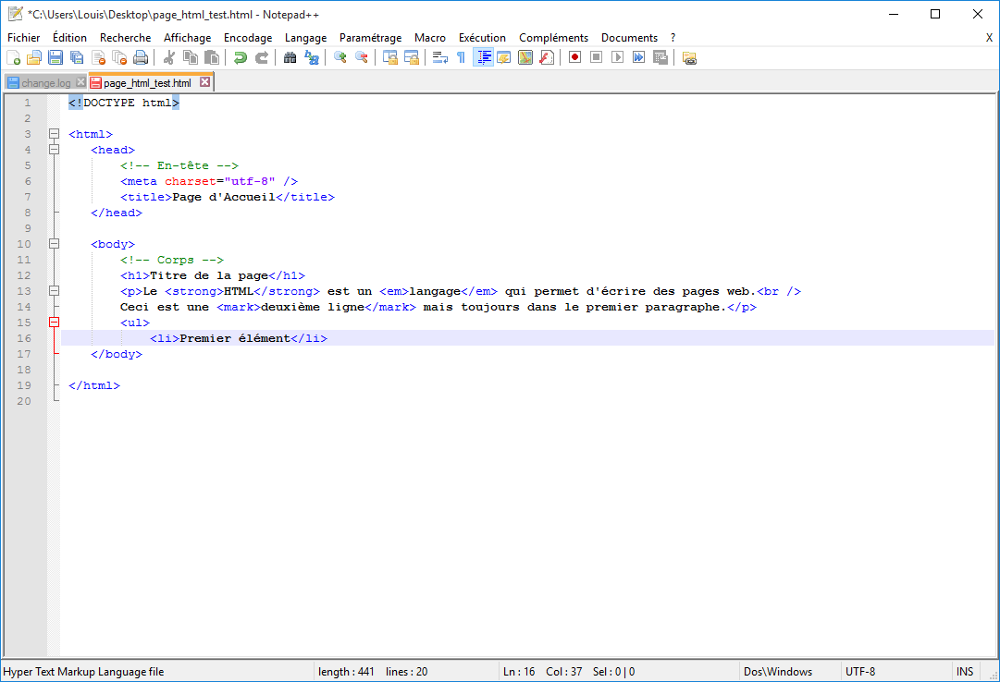 *C:\Users\Louis\Desktop\page_html_test.html - Notepad++
Fichier Édition Recherche Affichage Encodage Langage Paramétrage Macro Exécution Compléments Documents ? X
change.log page_html_test.html
1 <!DOCTYPE html>
2
3 <html>
4 <head>
5 <!-- En-tête -->
6 <meta charset="utf-8" />
7 <title>Page d'Accueil</title>
8 </head>
9
10 <body>
11 <!-- Corps -->
12 <h1>Titre de la page</h1>
13 <p>Le <strong>HTML</strong> est un <em>langage</em> qui permet d'écrire des pages web.<br />
14 Ceci est une <mark>deuxième ligne</mark> mais toujours dans le premier paragraphe.</p>
15 <ul>
16 <li>Premier élément</li>
17 </body>
18
19 </html>
20
Hyper Text Markup Language file length : 441 lines : 20 Ln : 16 Col : 37 Sel : 0 | 0 Dos\Windows UTF-8 INS